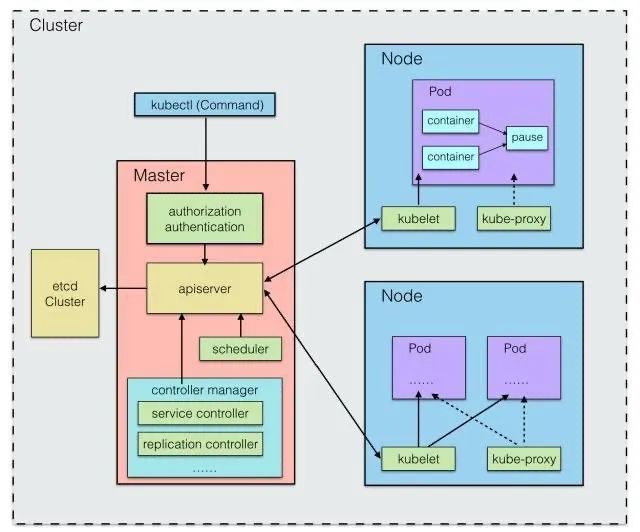 Cluster
kubectl (Command)
Master
authorization
authentication
apiserver
etcd
Cluster
scheduler
controller manager
service controller
replication controller
......
Node
Pod
container
container
pause
kubelet
kube-proxy
Node
Pod
......
Pod
......
kubelet
kube-proxy